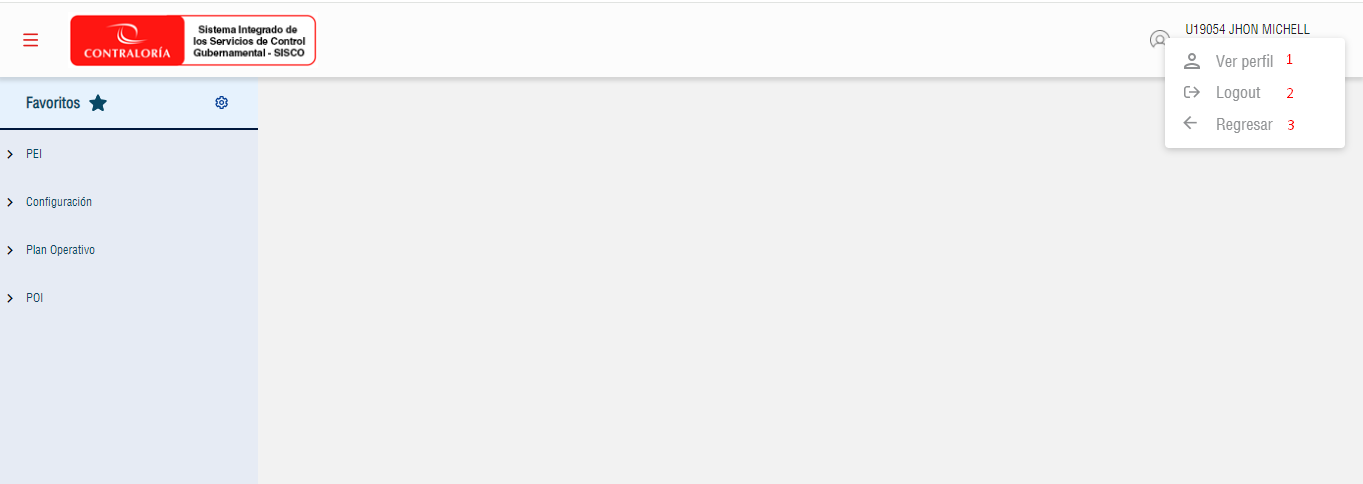 CONTRALORÍA
Sistema Integrado de
los Servicios de Control
Gubernamental - SISCO
U19054 JHON MICHELL
Ver perfil 1
Logout 2
Regresar 3
Favoritos
PEI
Configuración
Plan Operativo
POI